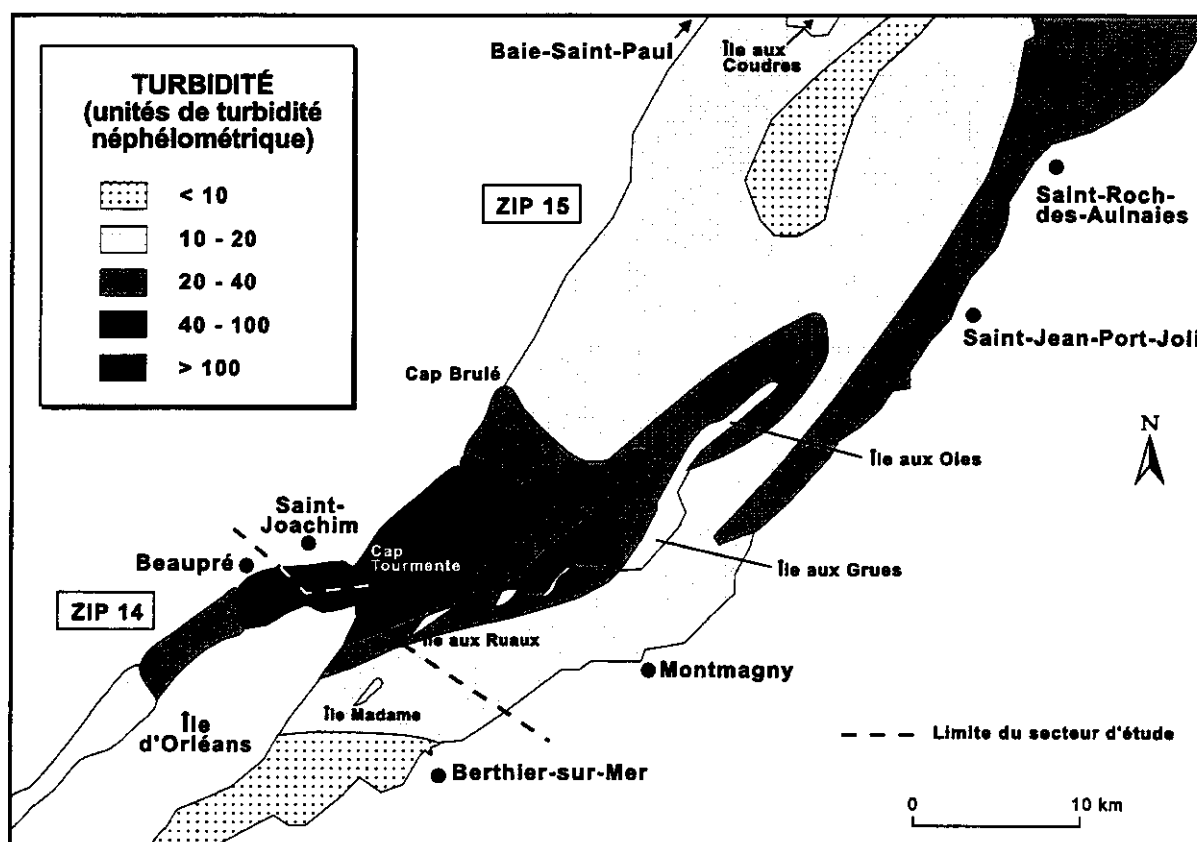 TURBIDITÉ
(unités de turbidité
néphélométrique)
< 10
10 - 20
20 - 40
40 - 100
> 100
Baie-Saint-Paul
Île aux
Coudres
ZIP 15
Saint-Roch-
des-Aulnaies
Saint-Jean-Port-Joli
Cap Brulé
Île aux Oies
N
Saint-
Joachim
Cap
Tourmente
Beaupré
Île aux Grues
ZIP 14
Île aux Ruaux
Montmagny
Île
d'Orléans
Île Madame
Limite du secteur d'étude
Berthier-sur-Mer
0 10 km